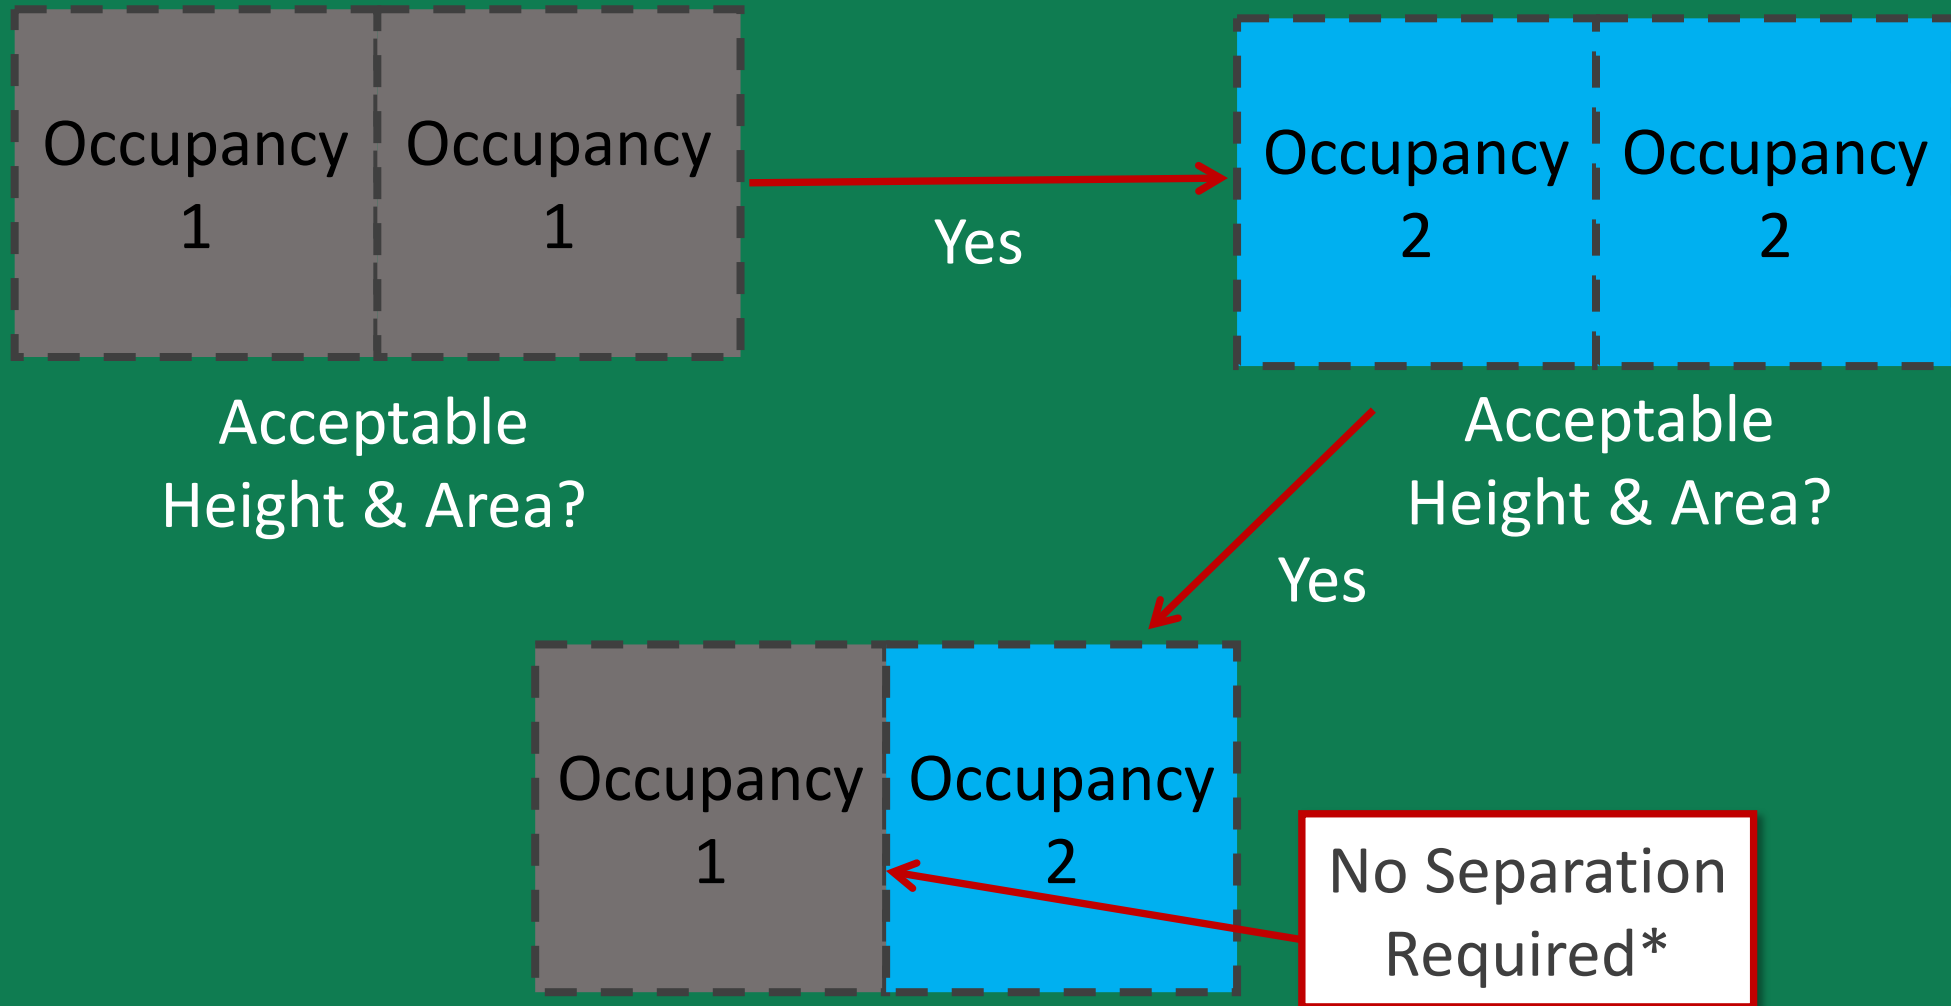 Occupancy
1
Occupancy
1
Yes
Occupancy
2
Occupancy
2
Acceptable
Height & Area?
Acceptable
Height & Area?
Yes
Occupancy
1
Occupancy
2
No Separation
Required*